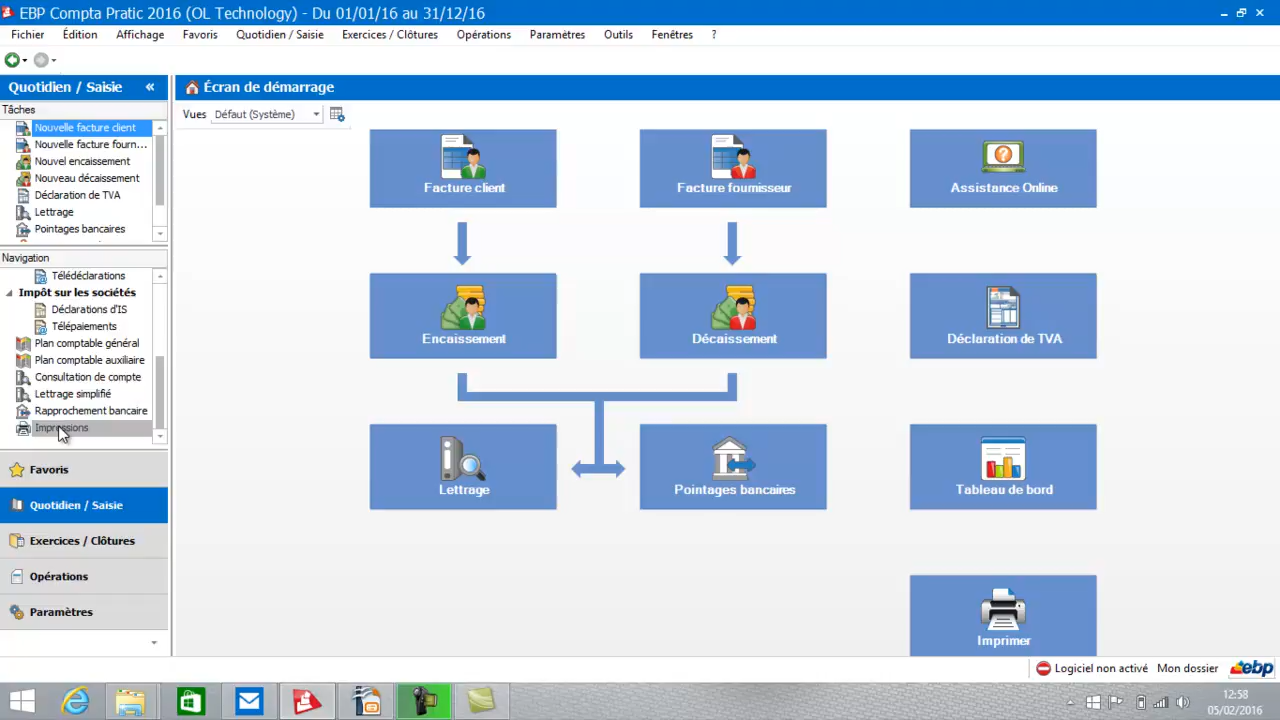 EBP Compta Pratic 2016 (OL Technology) - Du 01/01/16 au 31/12/16
Fichier Édition Affichage Favoris Quotidien / Saisie Exercices / Clôtures Opérations Paramètres Outils Fenêtres ?
Quotidien / Saisie «
Écran de démarrage
Tâches
Vues Défaut (Système)
Nouvelle facture client
Nouvelle facture fourn...
Nouvel encaissement
Nouveau décaissement
Déclaration de TVA
Lettrage
Pointages bancaires
Navigation
Télédéclarations
Impôt sur les sociétés
Déclarations d'IS
Télépaiements
Plan comptable général
Plan comptable auxiliaire
Consultation de compte
Lettrage simplifié
Rapprochement bancaire
Impressions
Favoris
Quotidien / Saisie
Exercices / Clôtures
Opérations
Paramètres
Facture client
Facture fournisseur
Assistance Online
Encaissement
Décaissement
Déclaration de TVA
Lettrage
Pointages bancaires
Tableau de bord
Imprimer
Logiciel non activé Mon dossier ebp
12:58
05/02/2016